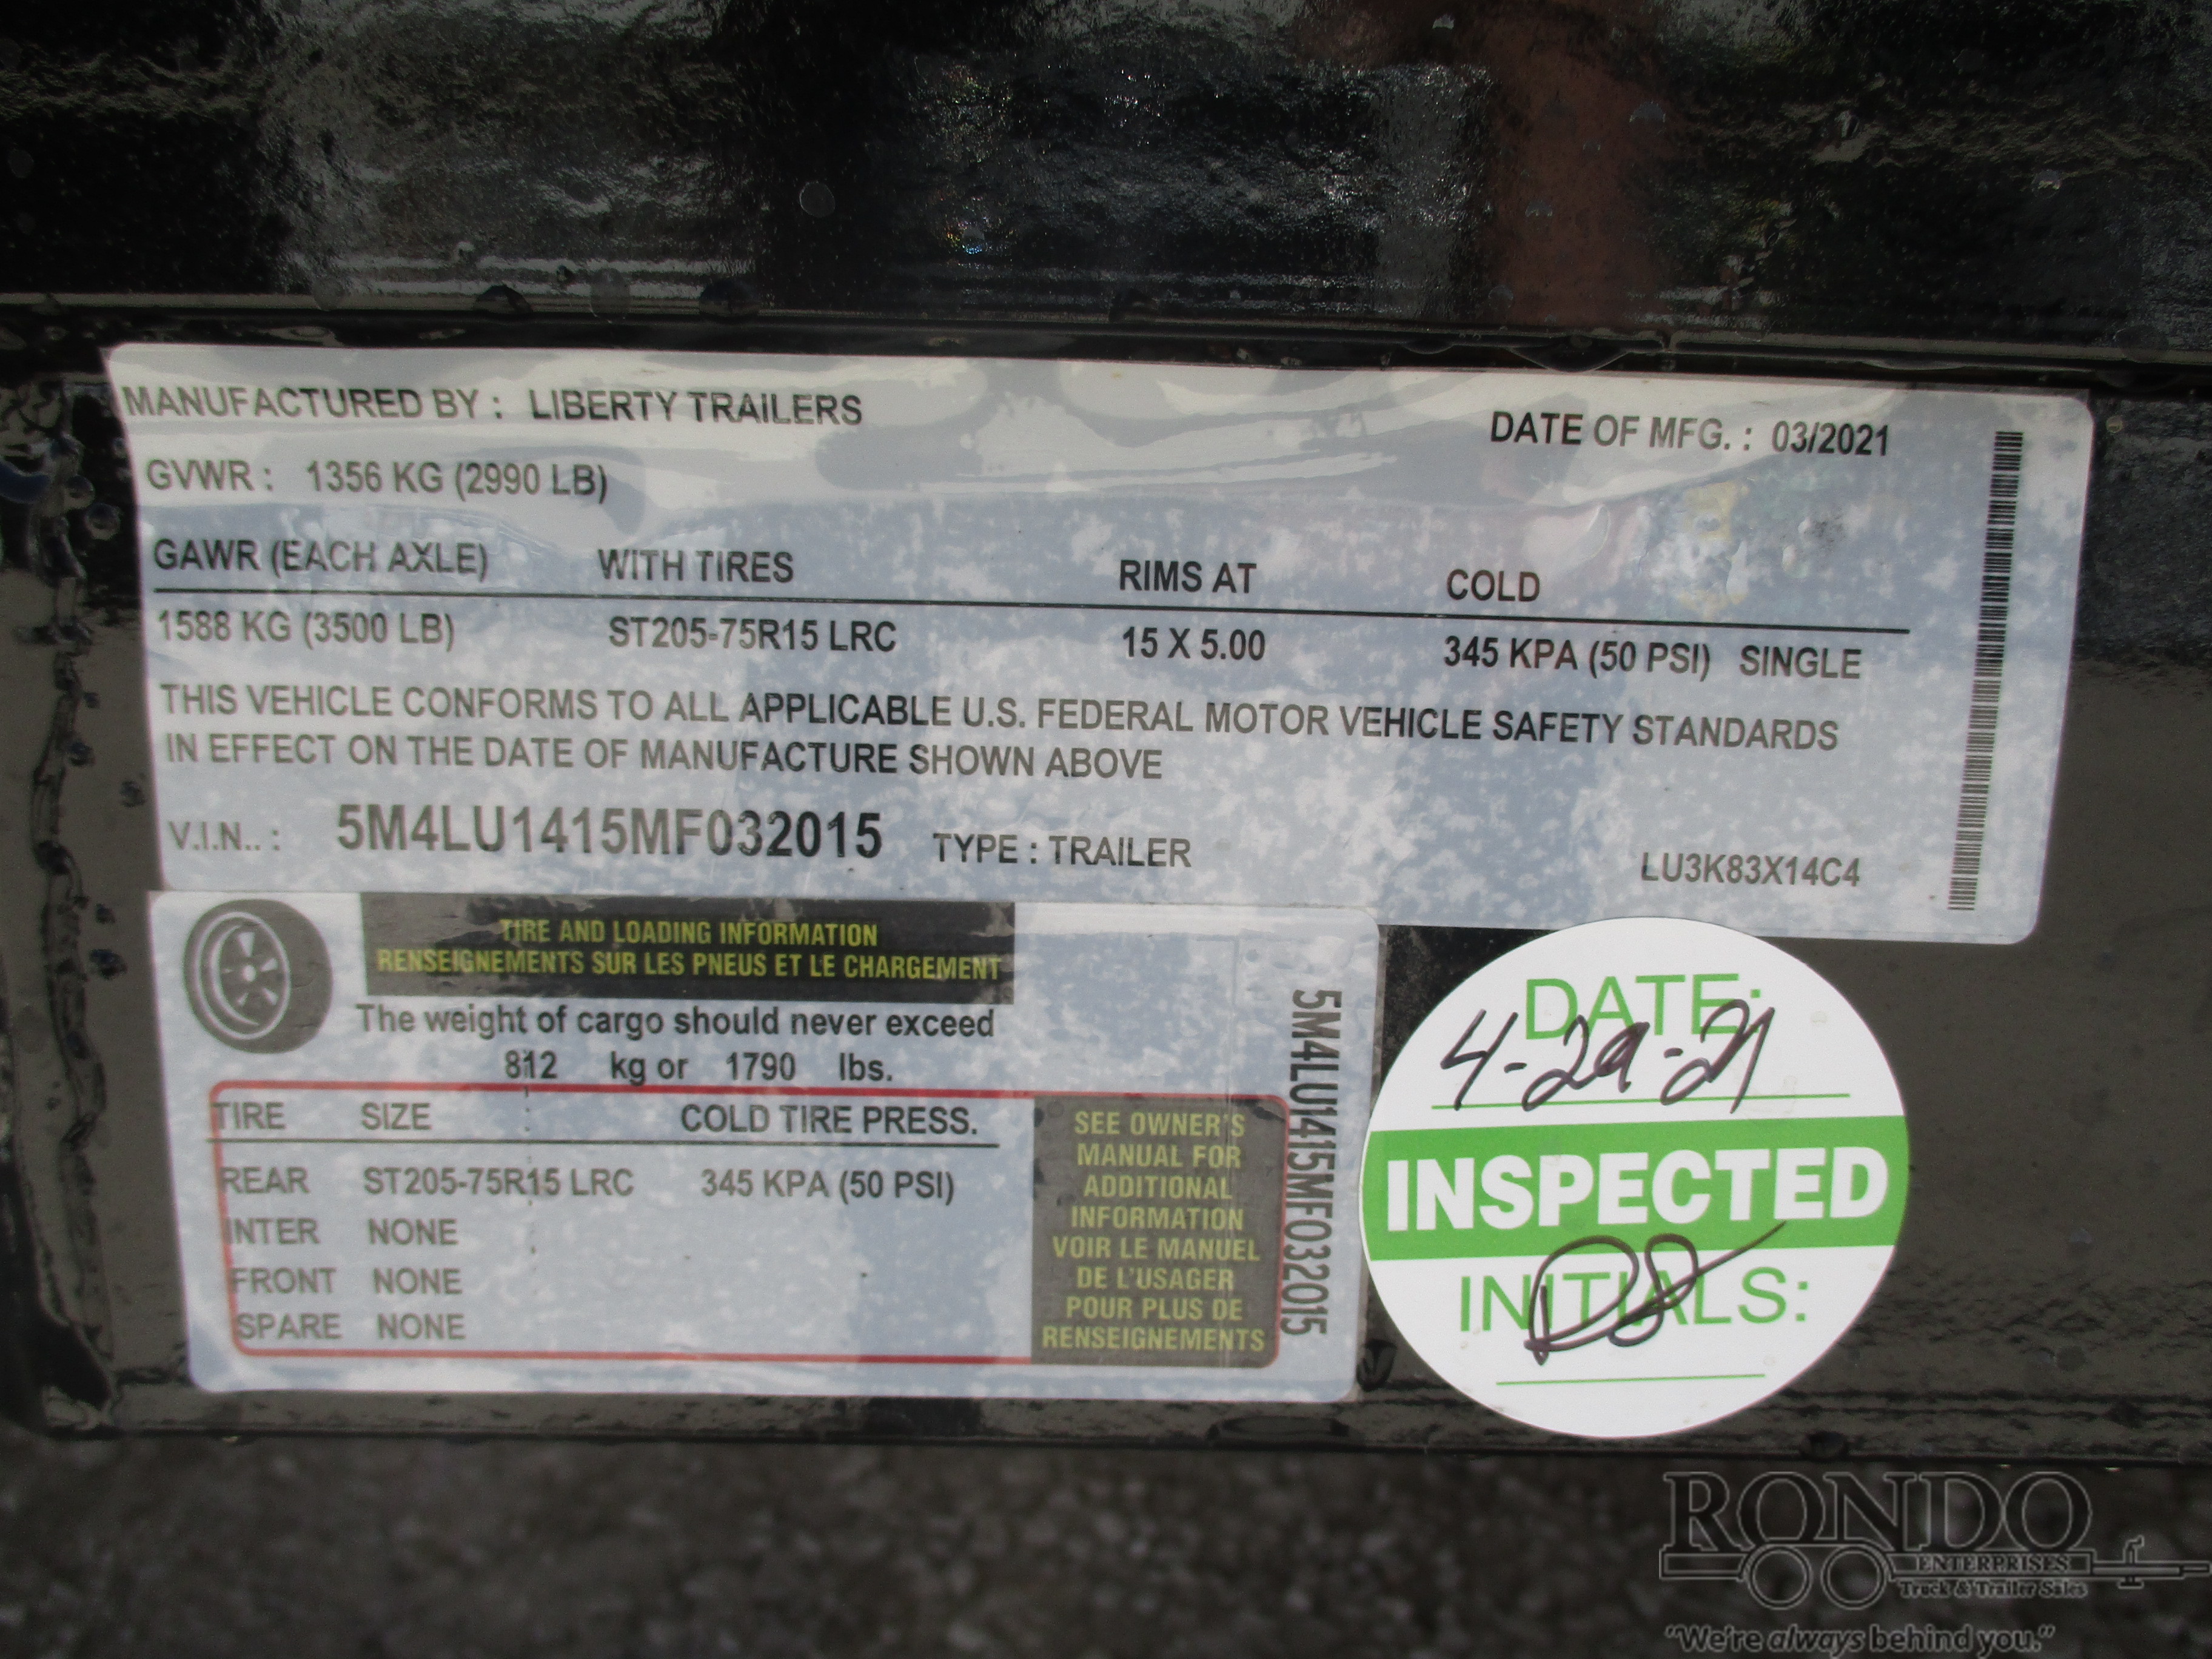 MANUFACTURED BY : LIBERTY TRAILERS
DATE OF MFG. : 03/2021
GVWR : 1356 KG (2990 LB)
GAWR (EACH AXLE) WITH TIRES RIMS AT COLD
1588 KG (3500 LB) ST205-75R15 LRC 15 X 5.00 345 KPA (50 PSI) SINGLE
THIS VEHICLE CONFORMS TO ALL APPLICABLE U.S. FEDERAL MOTOR VEHICLE SAFETY STANDARDS
IN EFFECT ON THE DATE OF MANUFACTURE SHOWN ABOVE
V.I.N.. : 5M4LU1415MF032015 TYPE : TRAILER LU3K83X14C4
TIRE AND LOADING INFORMATION
RENSEIGNEMENTS SUR LES PNEUS ET LE CHARGEMENT
The weight of cargo should never exceed
812 kg or 1790 lbs.
TIRE SIZE COLD TIRE PRESS.
REAR ST205-75R15 LRC 345 KPA (50 PSI)
INTER NONE
FRONT NONE
SPARE NONE
SEE OWNER'S
MANUAL FOR
ADDITIONAL
INFORMATION
VOIR LE MANUEL
DE L'USAGER
POUR PLUS DE
RENSEIGNEMENTS
5M4LU1415MF032015
DATE:
4-29-21
INSPECTED
INITIALS:
RONDO
ENTERPRISES
Truck & Trailer Sales
"We're always behind you."